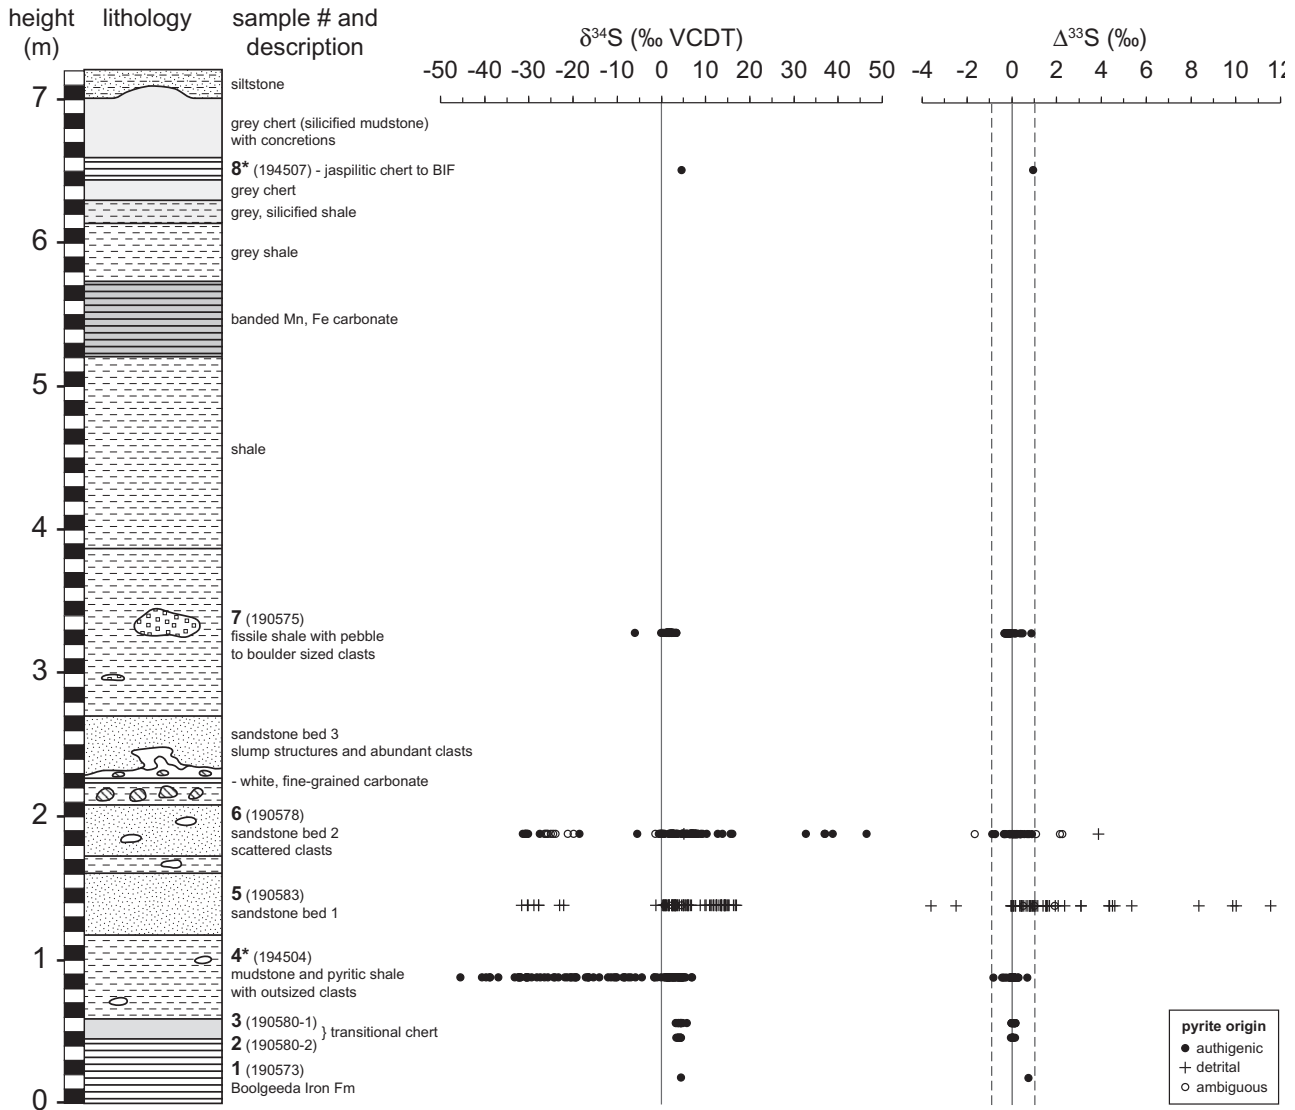 height lithology sample # and
(m) description
δ³⁴S (‰ VCDT) Δ³³S (‰)
-50 -40 -30 -20 -10 0 10 20 30 40 50
-4 -2 0 2 4 6 8 10 12
7
siltstone
grey chert (silicified mudstone)
with concretions
8* (194507) - jaspilitic chert to BIF
grey chert
grey, silicified shale
6
grey shale
banded Mn, Fe carbonate
5
shale
4
7 (190575)
fissile shale with pebble
to boulder sized clasts
3
sandstone bed 3
slump structures and abundant clasts
- white, fine-grained carbonate
2
6 (190578)
sandstone bed 2
scattered clasts
5 (190583)
sandstone bed 1
1
4* (194504)
mudstone and pyritic shale
with outsized clasts
3 (190580-1)
} transitional chert
2 (190580-2)
1 (190573)
Boolgeeda Iron Fm
0
pyrite origin
authigenic
detrital
ambiguous